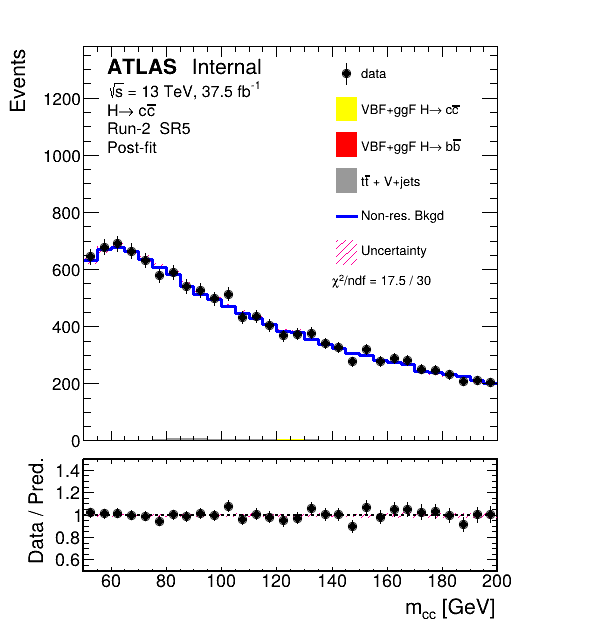 Events
ATLAS Internal
√s = 13 TeV, 37.5 fb⁻¹
H→ cc̅
Run-2 SR5
Post-fit
data
VBF+ggF H→ cc̅
VBF+ggF H→ bb̅
tt̅ + V+jets
Non-res. Bkgd
Uncertainty
χ²/ndf = 17.5 / 30
1200
1000
800
600
400
200
0
Data / Pred.
1.4
1.2
1
0.8
0.6
60 80 100 120 140 160 180 200
m_cc [GeV]